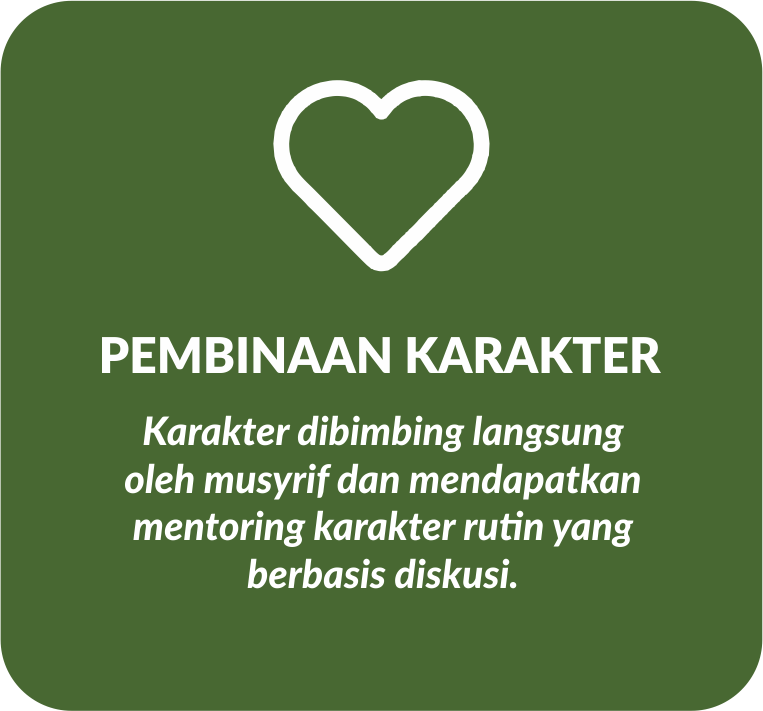 PEMBINAAN KARAKTER
Karakter dibimbing langsung
oleh musyrif dan mendapatkan
mentoring karakter rutin yang
berbasis diskusi.